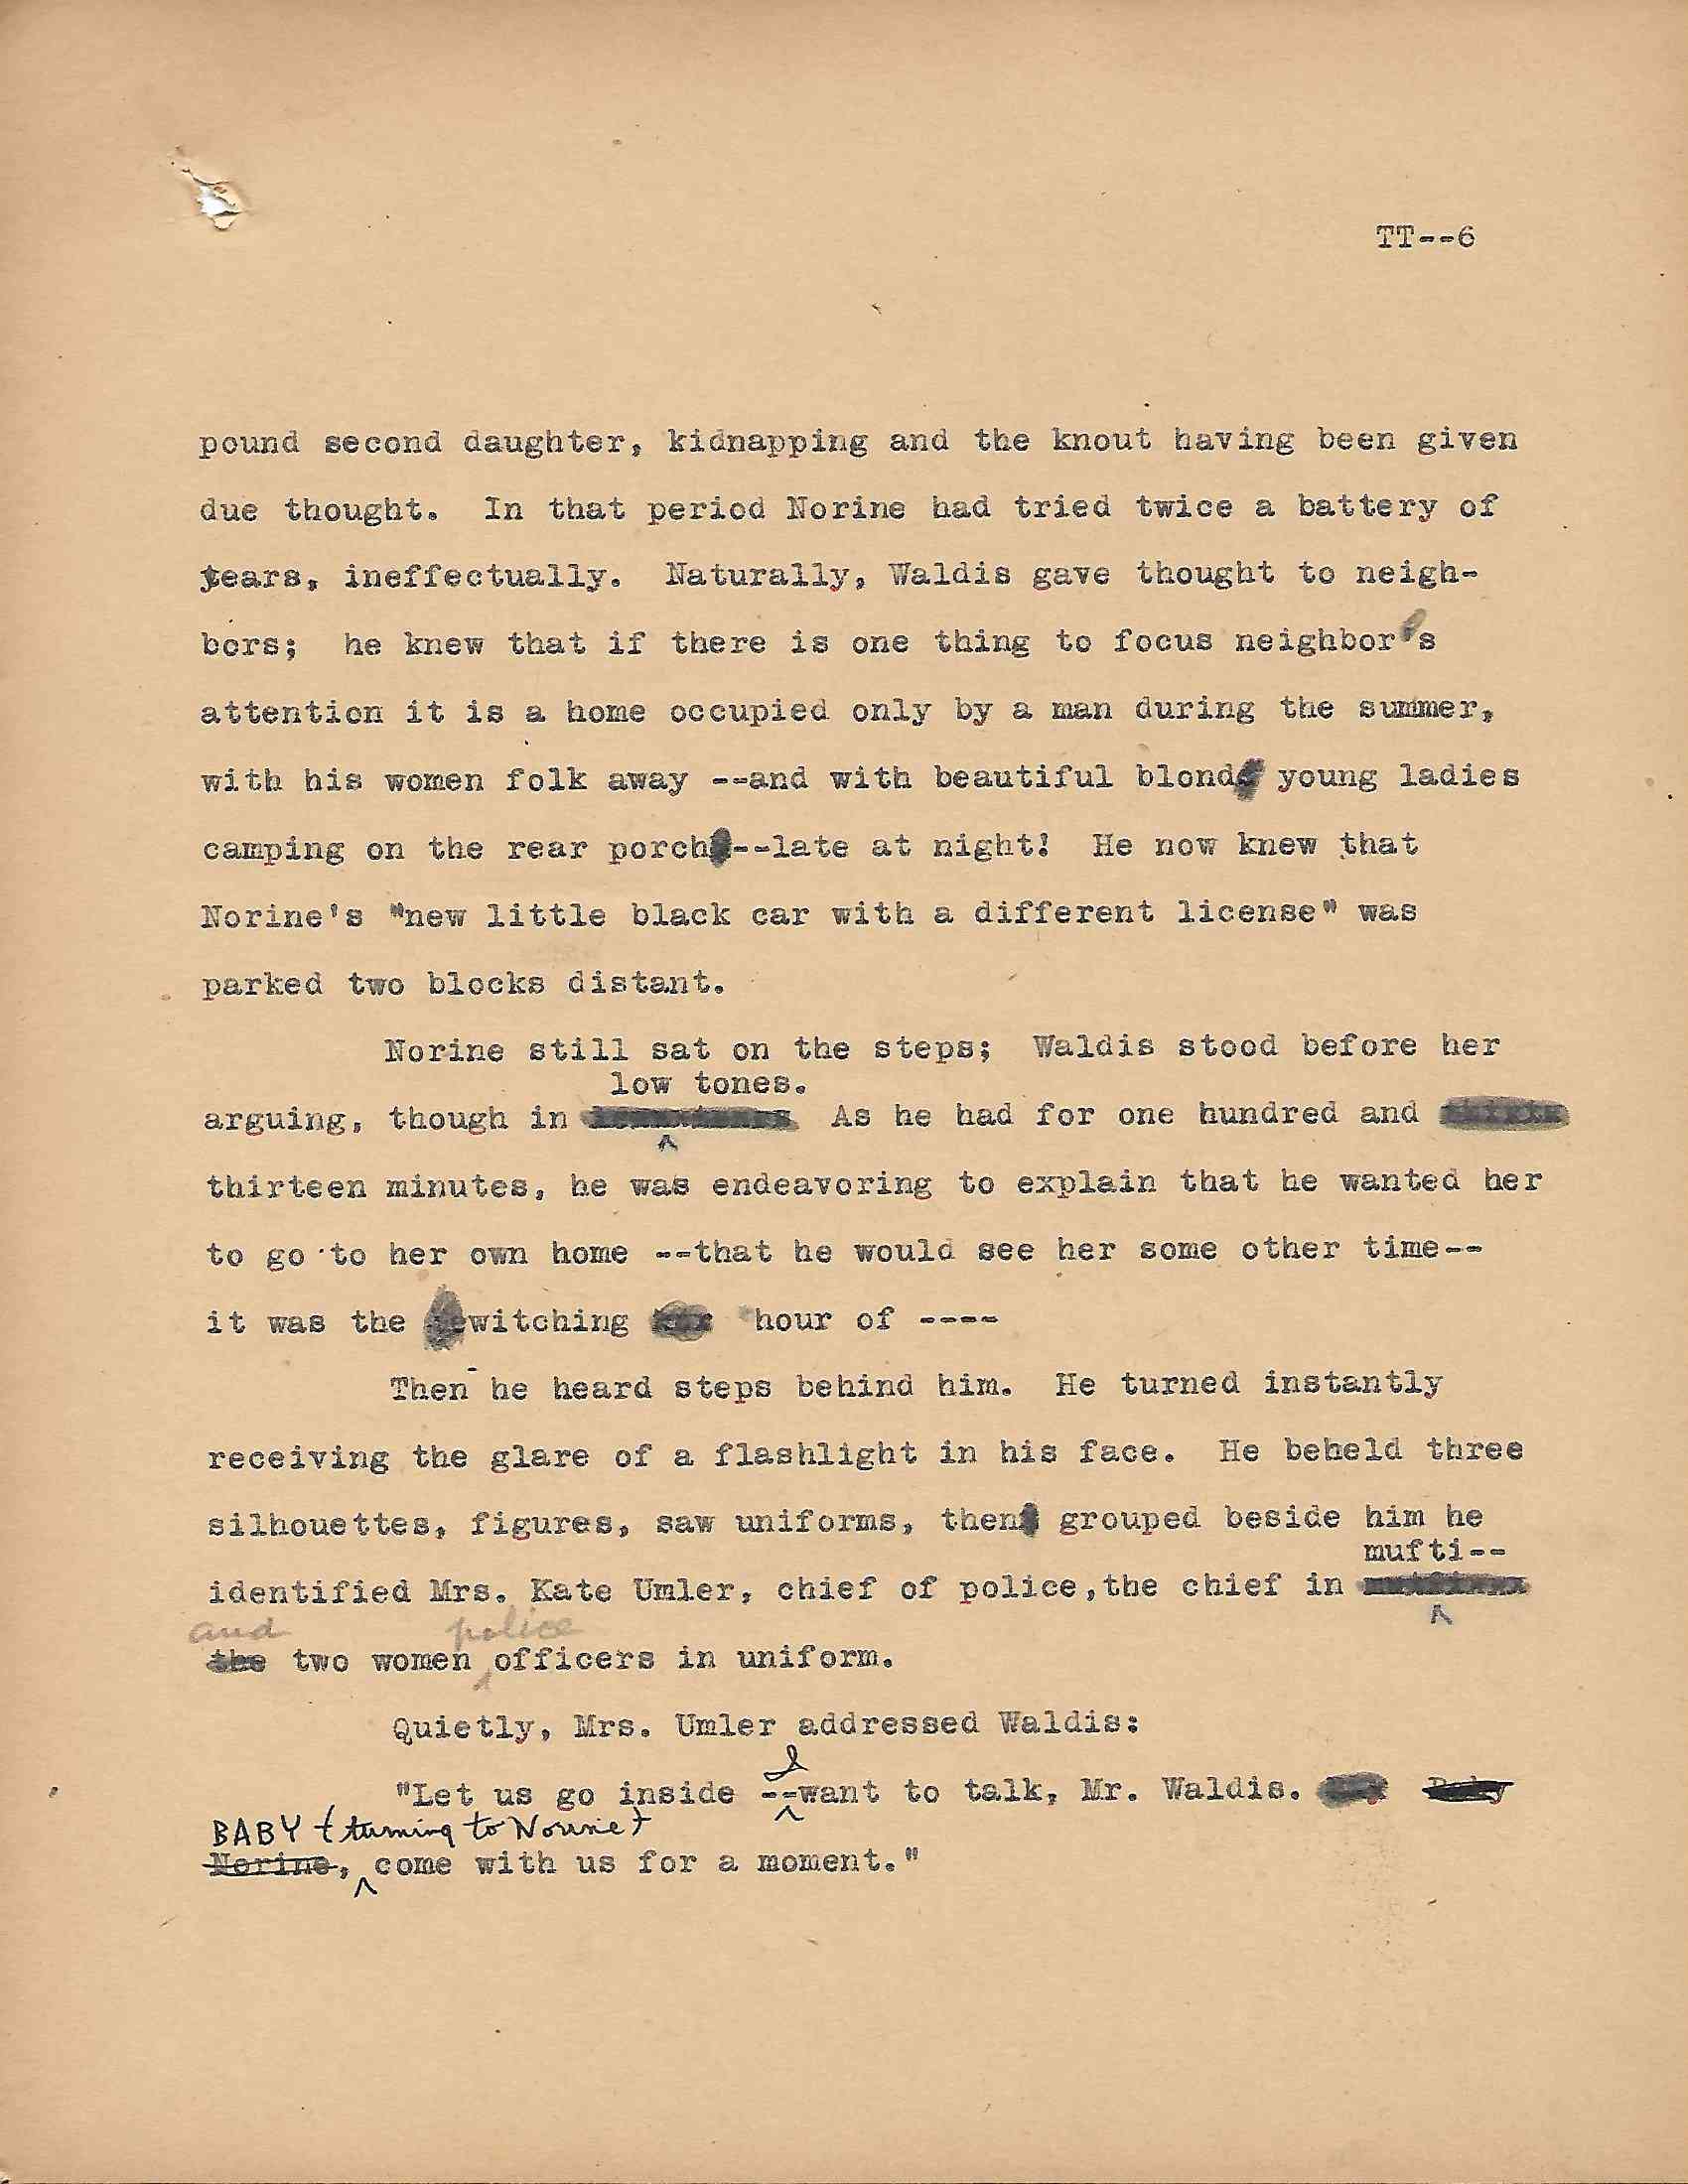 TT--6
pound second daughter, kidnapping and the knout having been given
due thought.  In that period Norine had tried twice a battery of
tears, ineffectually.  Naturally, Waldis gave thought to neigh-
bors;  he knew that if there is one thing to focus neighbor's
attention it is a home occupied only by a man during the summer,
with his women folk away --and with beautiful blond young ladies
camping on the rear porch--late at night!  He now knew that
Norine's "new little black car with a different license" was
parked two blocks distant.
Norine still sat on the steps;  Waldis stood before her
low tones.
arguing, though in  As he had for one hundred and
thirteen minutes, he was endeavoring to explain that he wanted her
to go to her own home --that he would see her some other time--
it was the witching hour of ----
Then he heard steps behind him.  He turned instantly
receiving the glare of a flashlight in his face.  He beheld three
silhouettes, figures, saw uniforms, then grouped beside him he
mufti--
identified Mrs. Kate Umler, chief of police,the chief in
and police
the two women officers in uniform.
Quietly, Mrs. Umler addressed Waldis:
I
"Let us go inside --want to talk, Mr. Waldis. Baby
BABY (turning to Norine)
Norine, come with us for a moment."